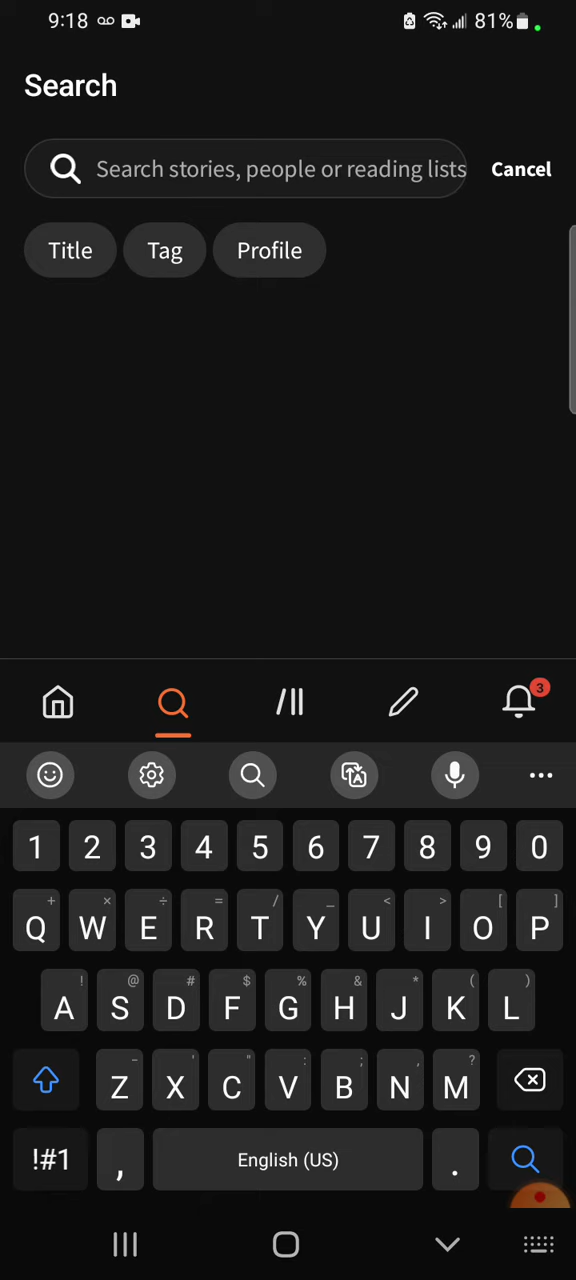 9:18 81%
Search
Search stories, people or reading lists Cancel
Title Tag Profile
3
1 2 3 4 5 6 7 8 9 0
+ × ÷ = / _ < > [ ]
Q W E R T Y U I O P
! @ # $ % & * ( )
A S D F G H J K L
- ' " : ; , ?
Z X C V B N M
!#1 , English (US) .